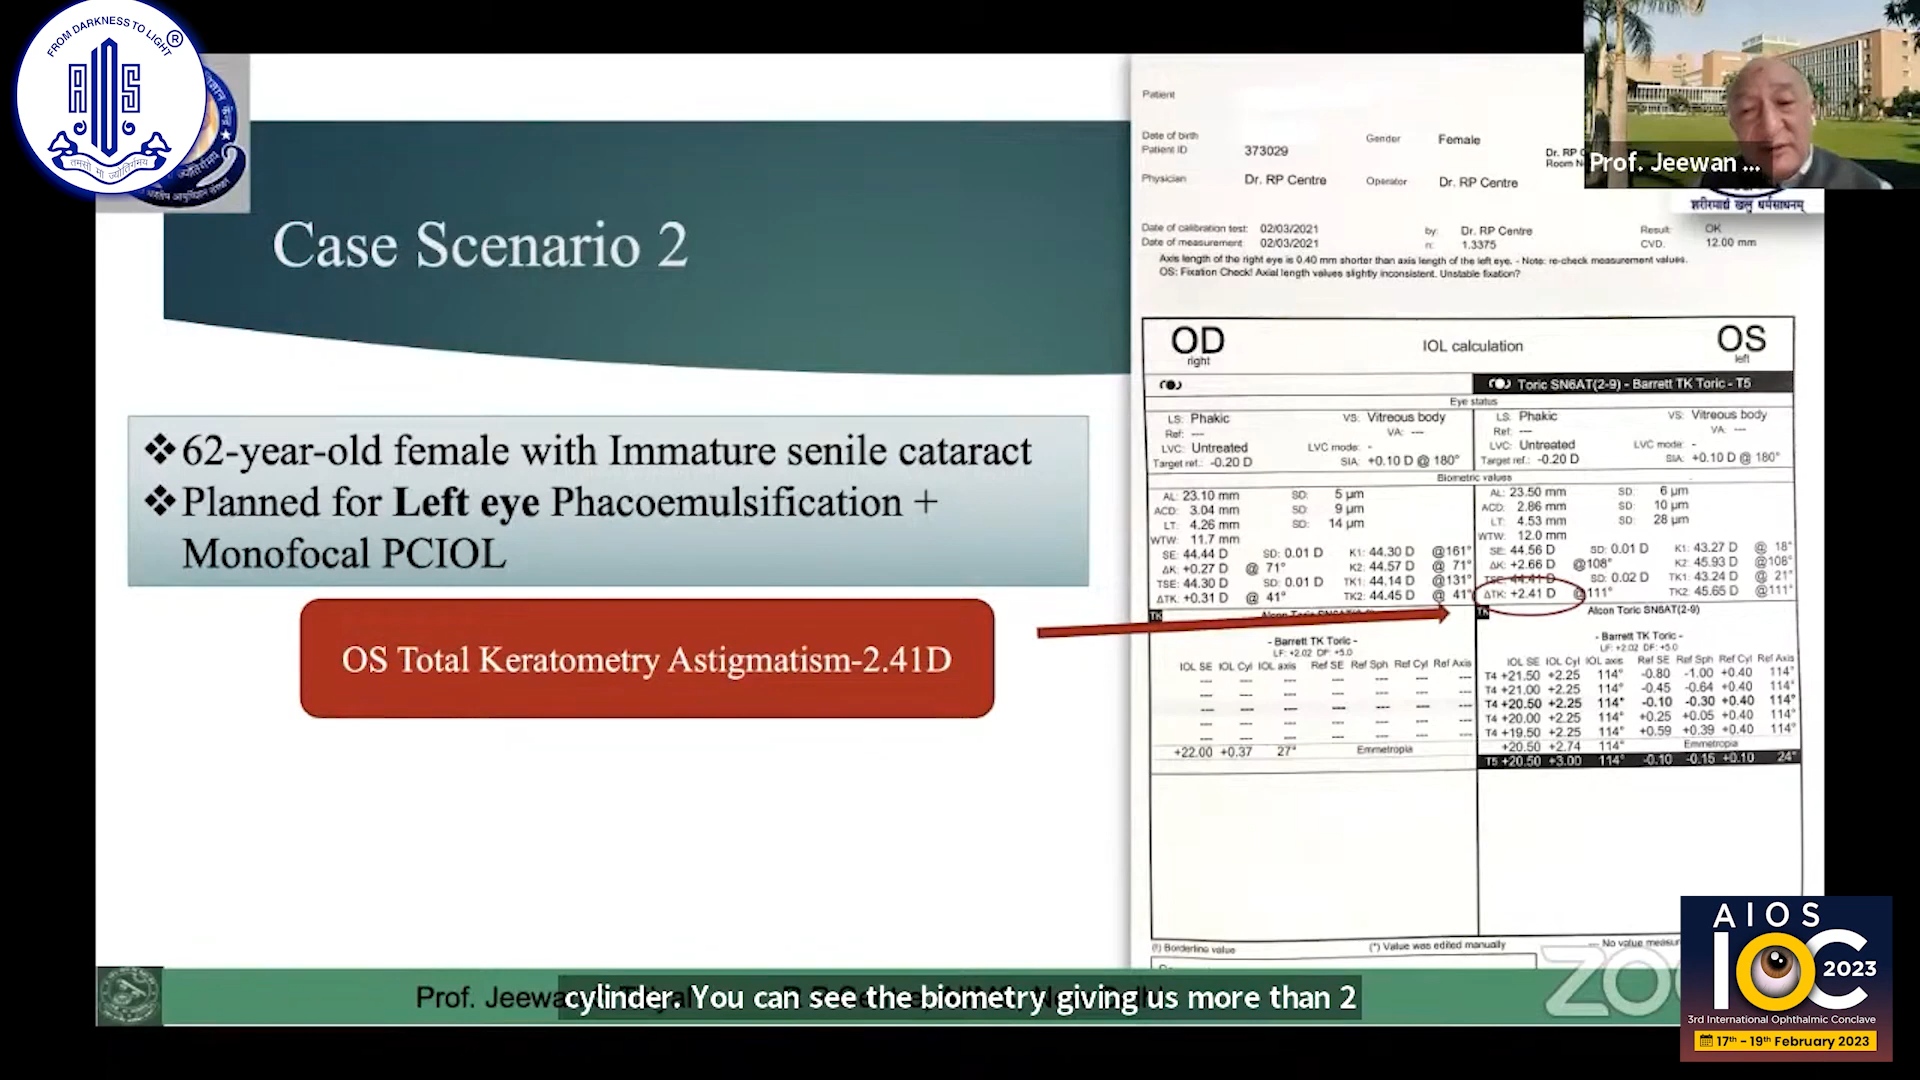 FROM DARKNESS TO LIGHT
®
AIOS
तमसो मा ज्योतिर्गमय
Case Scenario 2
❖62-year-old female with Immature senile cataract
❖Planned for Left eye Phacoemulsification +
Monofocal PCIOL
OS Total Keratometry Astigmatism-2.41D
Patient
Date of birth
Gender Female
Patient ID 373029
Dr. RP C
Room N
Physician Dr. RP Centre Operator Dr. RP Centre
Prof. Jeewan ...
शरीरमाद्यं खलु धर्मसाधनम्
Date of calibration test: 02/03/2021 by: Dr. RP Centre Result: OK
Date of measurement: 02/03/2021 n: 1.3375 CVD: 12.00 mm
Axis length of the right eye is 0.40 mm shorter than axis length of the left eye. - Note: re-check measurement values.
OS: Fixation Check! Axial length values slightly inconsistent. Unstable fixation?
OD
right
IOL calculation
OS
left
Toric SN6AT(2-9) - Barrett TK Toric - T5
Eye status
LS: Phakic VS: Vitreous body
Ref: --- VA: ---
LVC: Untreated LVC mode: -
Target ref.: -0.20 D SIA: +0.10 D @ 180°
LS: Phakic VS: Vitreous body
Ref: --- VA: ---
LVC: Untreated LVC mode: -
Target ref.: -0.20 D SIA: +0.10 D @ 180°
Biometric values
AL: 23.10 mm SD: 5 µm
ACD: 3.04 mm SD: 9 µm
LT: 4.26 mm SD: 14 µm
WTW: 11.7 mm
SE: 44.44 D SD: 0.01 D K1: 44.30 D @161°
ΔK: +0.27 D @ 71° K2: 44.57 D @ 71°
TSE: 44.30 D SD: 0.01 D TK1: 44.14 D @131°
ΔTK: +0.31 D @ 41° TK2: 44.45 D @ 41°
AL: 23.50 mm SD: 6 µm
ACD: 2.86 mm SD: 10 µm
LT: 4.53 mm SD: 28 µm
WTW: 12.0 mm
SE: 44.56 D SD: 0.01 D K1: 43.27 D @ 18°
ΔK: +2.66 D @108° K2: 45.93 D @108°
TSE: 44.41 D SD: 0.02 D TK1: 43.24 D @ 21°
ΔTK: +2.41 D @111° TK2: 45.65 D @111°
TK Alcon Toric SN6AT(2-9)
- Barrett TK Toric -
LF: +2.02 DF: +5.0
IOL SE IOL Cyl IOL axis Ref SE Ref Sph Ref Cyl Ref Axis
--- --- --- --- --- --- ---
--- --- --- --- --- --- ---
--- --- --- --- --- --- ---
--- --- --- --- --- --- ---
--- --- --- --- --- --- ---
+22.00 +0.37 27° Emmetropia
TK Alcon Toric SN6AT(2-9)
- Barrett TK Toric -
LF: +2.02 DF: +5.0
IOL SE IOL Cyl IOL axis Ref SE Ref Sph Ref Cyl Ref Axis
T4 +21.50 +2.25 114° -0.80 -1.00 +0.40 114°
T4 +21.00 +2.25 114° -0.45 -0.64 +0.40 114°
T4 +20.50 +2.25 114° -0.10 -0.30 +0.40 114°
T4 +20.00 +2.25 114° +0.25 +0.05 +0.40 114°
T4 +19.50 +2.25 114° +0.59 +0.39 +0.40 114°
+20.50 +2.74 114° Emmetropia
T5 +20.50 +3.00 114° -0.10 -0.15 +0.10 24°
(!) Borderline value (*) Value was edited manually --- No value measur
Prof. Jeewa
cylinder. You can see the biometry giving us more than 2
AIOS
IOC 2023
3rd International Ophthalmic Conclave
17th - 19th February 2023